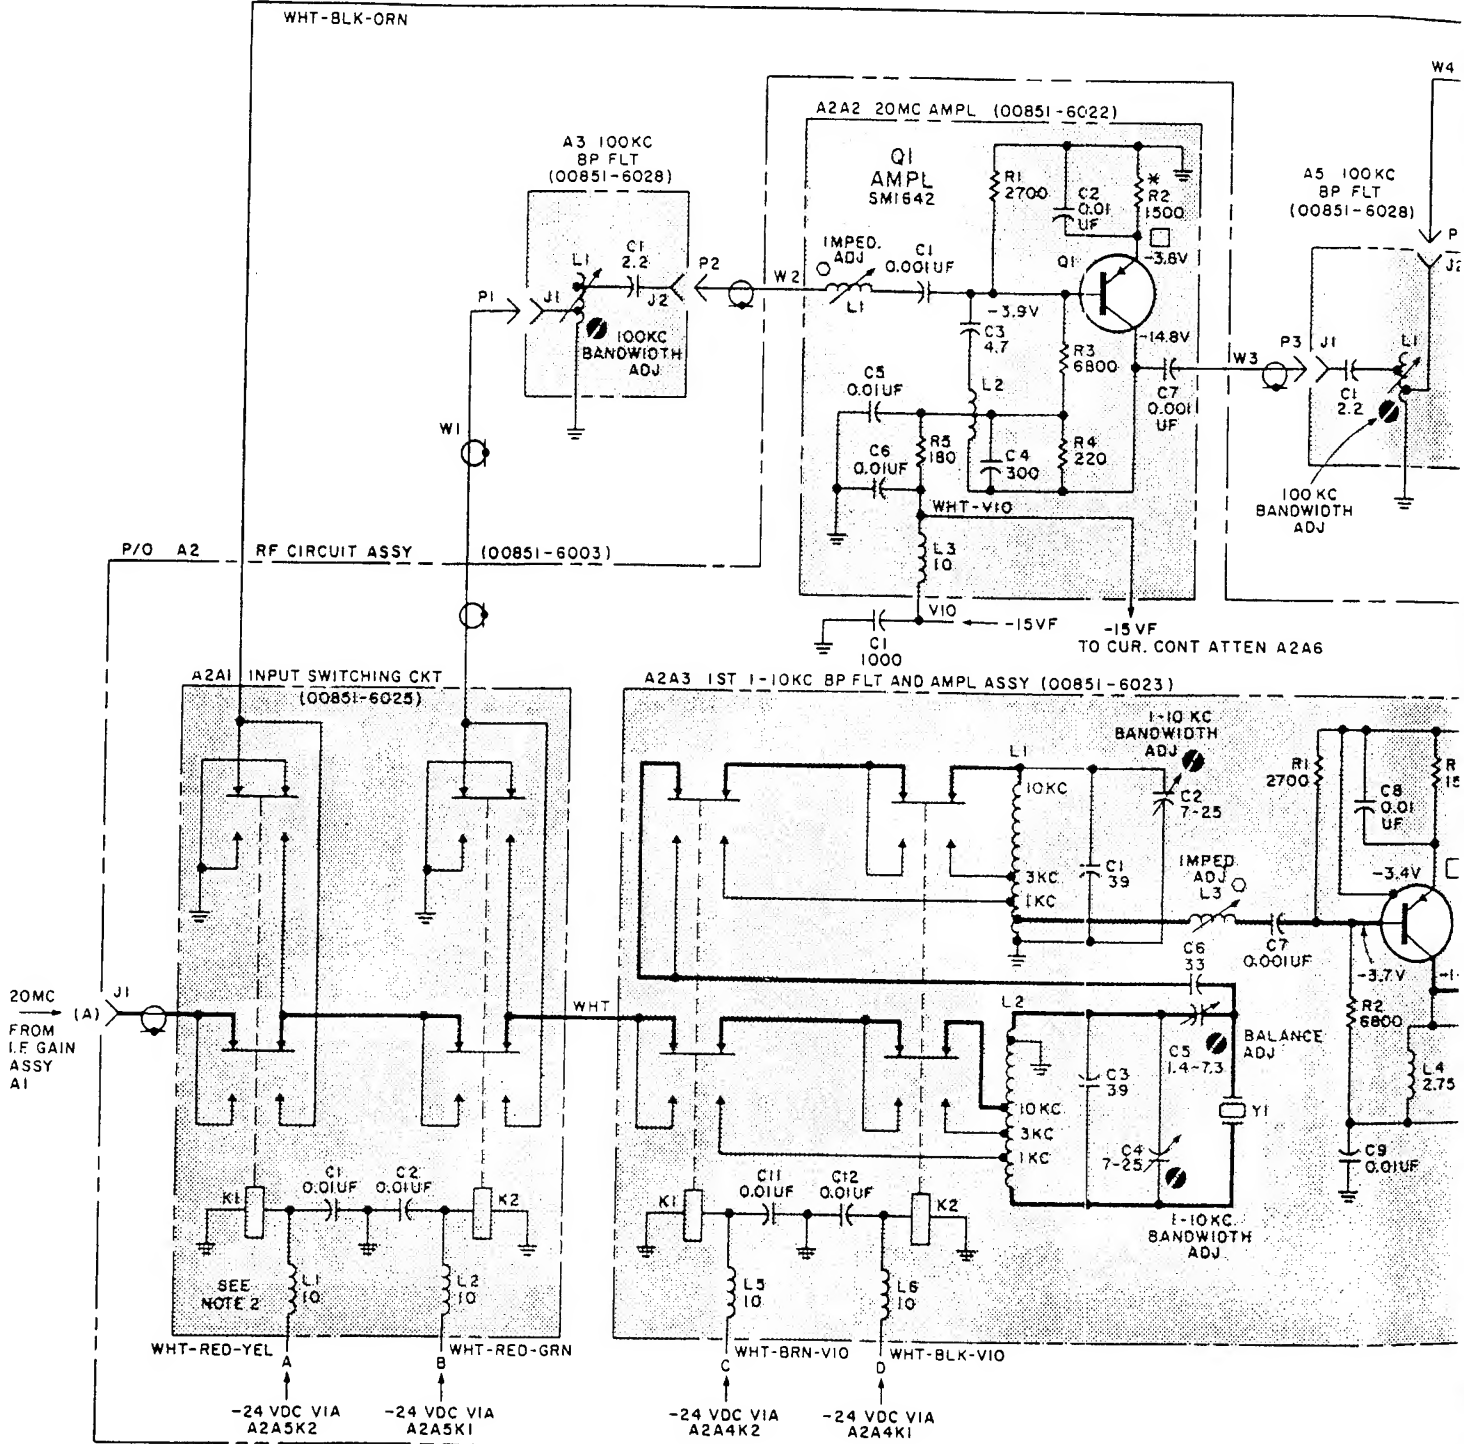 WHT-BLK-ORN
W4
A2A2 20MC AMPL (00851-6022)
A3 100KC
BP FLT
(00851-6028)
Q1
AMPL
SM1642
R1
2700
C2
0.01
UF
*
R2
1500
A5 100KC
BP FLT
(00851-6028)
L1
C1
2.2
P2
J2
P1
J1
100KC
BANDWIDTH
ADJ
W2
IMPED.
ADJ
L1
C1
0.001UF
Q1
-3.8V
-3.9V
-14.8V
C3
4.7
R3
6800
L2
C5
0.01UF
C6
0.01UF
R5
180
C4
300
R4
220
C7
0.001
UF
W3
P3
J1
L1
C1
2.2
P
J2
100KC
BANDWIDTH
ADJ
W1
WHT-VIO
L3
10
VIO
-15VF
C1
1000
-15VF
TO CUR. CONT ATTEN A2A6
P/O A2 RF CIRCUIT ASSY (00851-6003)
A2A1 INPUT SWITCHING CKT
(00851-6025)
A2A3 1ST 1-10KC BP FLT AND AMPL ASSY (00851-6023)
1-10 KC
BANDWIDTH
ADJ
L1
10KC
3KC
1KC
C1
39
C2
7-25
R1
2700
C8
0.01
UF
R
15
IMPED.
ADJ
L3
-3.4V
C7
0.001UF
-3.7V
-1
C6
33
R2
6800
20MC
(A)
J1
FROM
I.F. GAIN
ASSY
A1
WHT
L2
10KC
3KC
1KC
C3
39
C5
1.4-7.3
BALANCE
ADJ
C4
7-25
Y1
L4
2.75
C9
0.01UF
1-10KC
BANDWIDTH
ADJ
K1
C1
0.01UF
C2
0.01UF
K2
SEE
NOTE 2
L1
10
L2
10
K1
C11
0.01UF
C12
0.01UF
K2
L5
10
L6
10
WHT-RED-YEL
A
B
WHT-RED-GRN
C
WHT-BRN-VIO
D
WHT-BLK-VIO
-24 VDC VIA
A2A5K2
-24 VDC VIA
A2A5K1
-24 VDC VIA
A2A4K2
-24 VDC VIA
A2A4K1